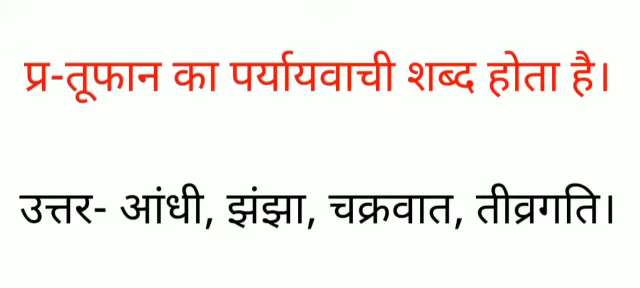 प्र-तूफान का पर्यायवाची शब्द होता है।
उत्तर- आंधी, झंझा, चक्रवात, तीव्रगति।